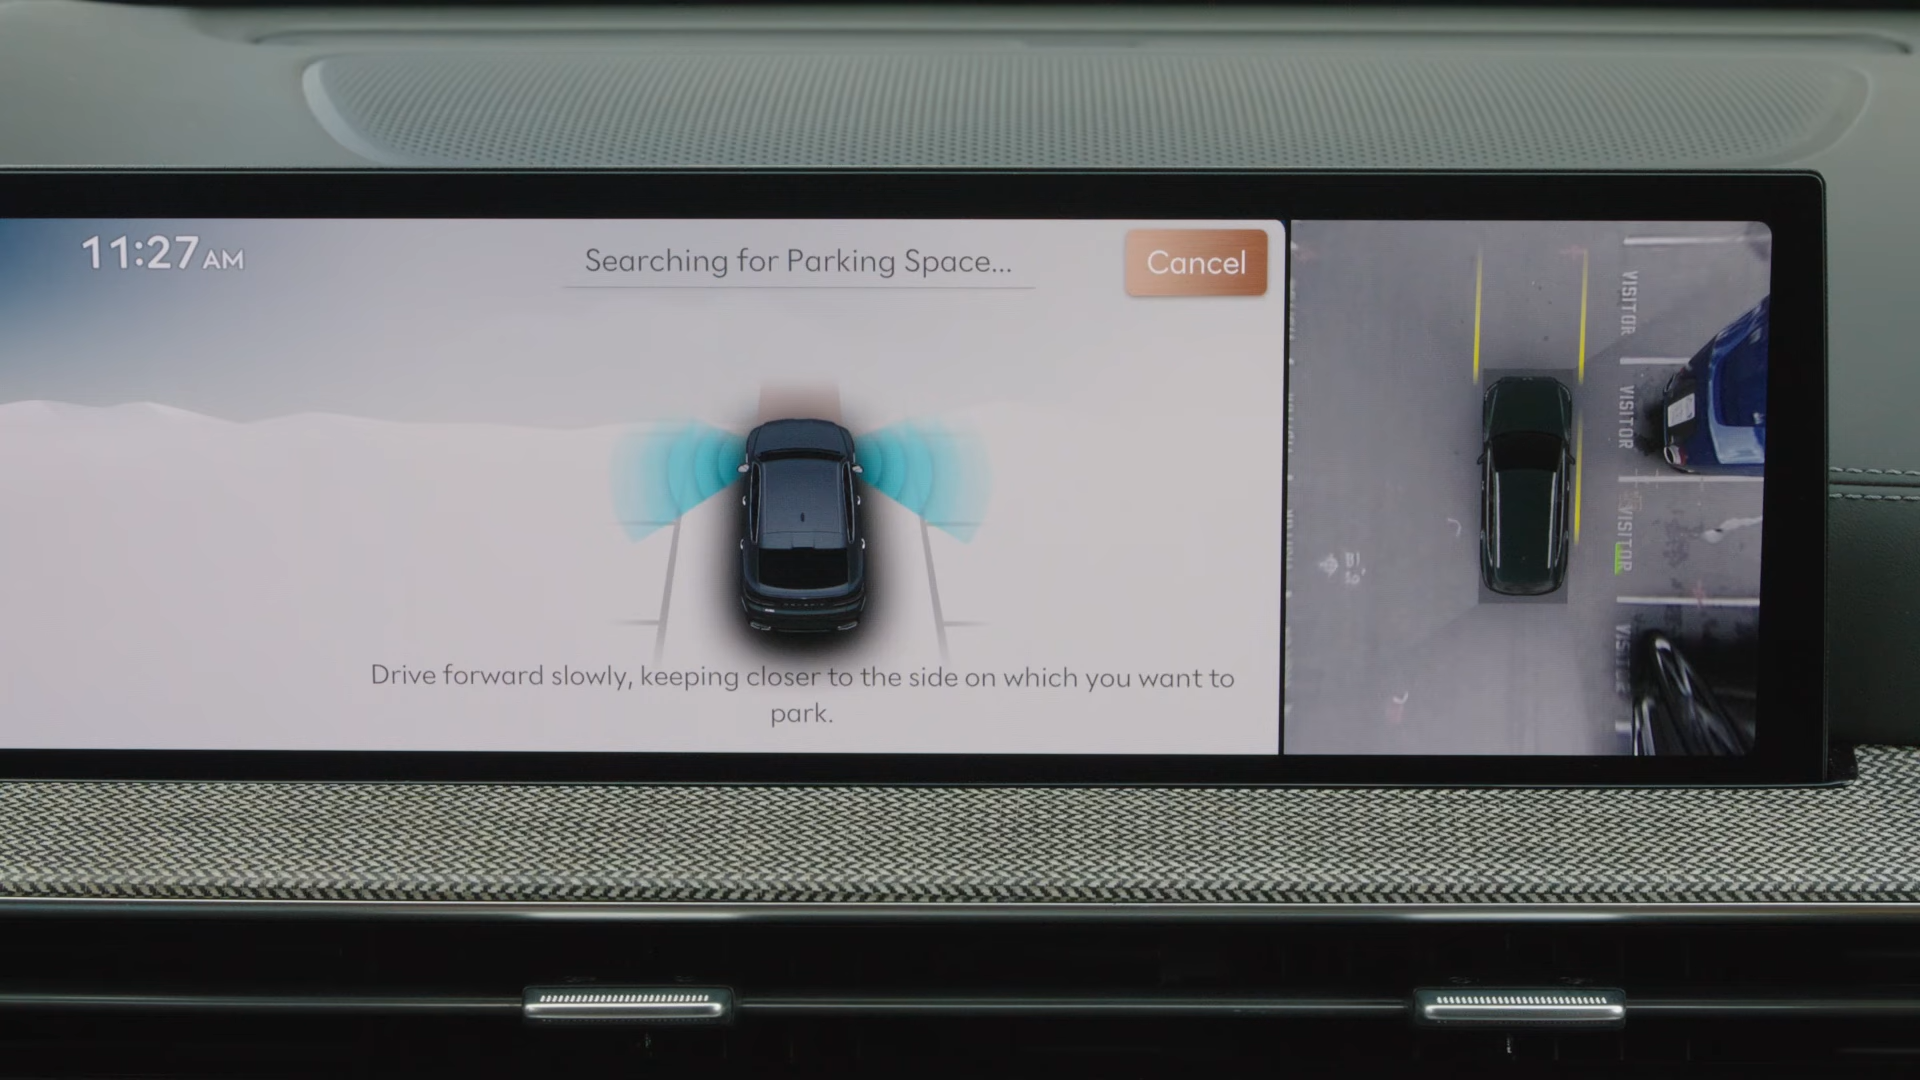 11:27AM
Searching for Parking Space...
Cancel
Drive forward slowly, keeping closer to the side on which you want to
park.
VISITOR
VISITOR
VISITOR